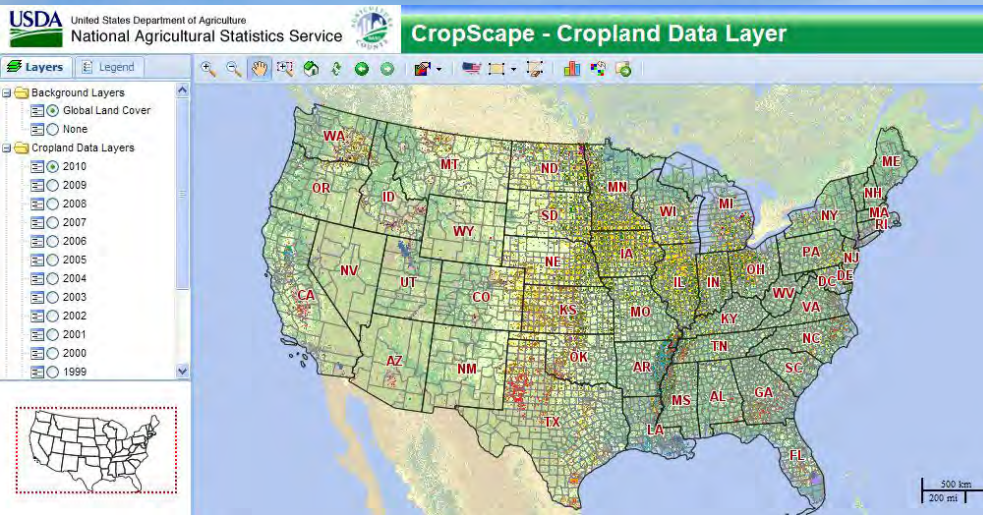 USDA
United States Department of Agriculture
National Agricultural Statistics Service
AGRICULTURE
COUNTS
CropScape - Cropland Data Layer
Layers
Legend
Background Layers
Global Land Cover
None
Cropland Data Layers
2010
2009
2008
2007
2006
2005
2004
2003
2002
2001
2000
1999
WA
MT
ND
MN
ME
OR
ID
SD
WI
MI
NH
NY
MA
RI
WY
NE
IA
PA
NJ
NV
UT
CO
IL
IN
OH
DE
DC
WV
VA
CA
KS
MO
KY
NC
AZ
NM
OK
AR
TN
SC
TX
MS
AL
GA
LA
FL
500 km
200 mi